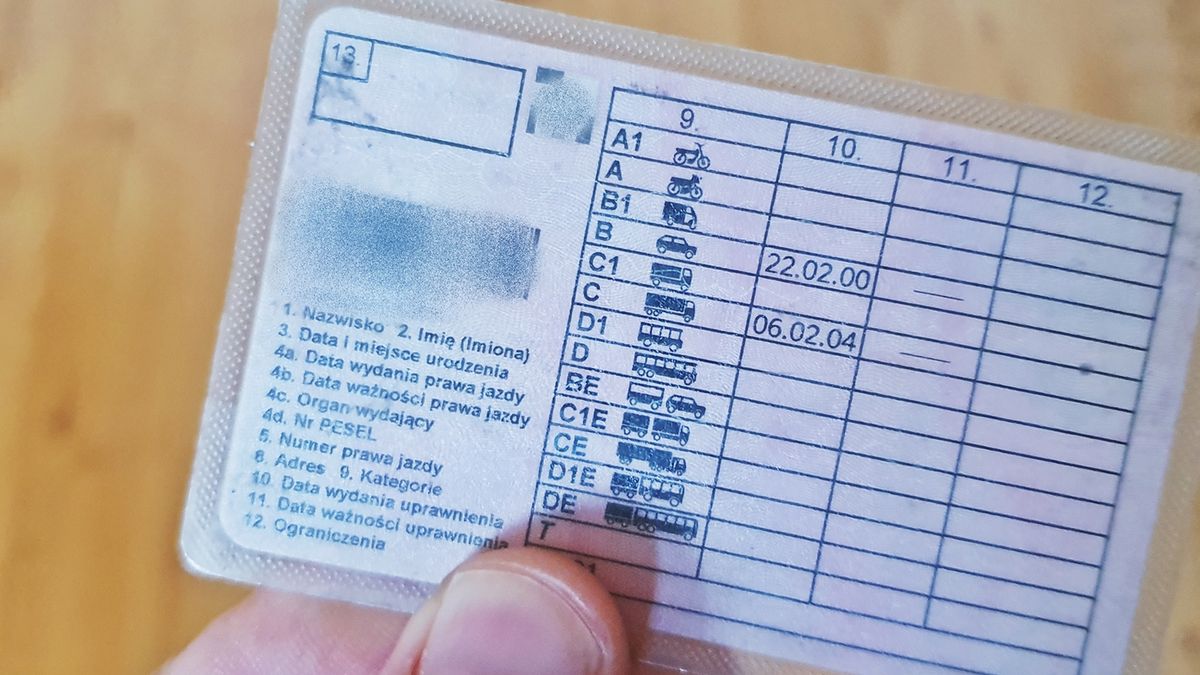 13.
1. Nazwisko 2. Imię (Imiona)
3. Data i miejsce urodzenia
4a. Data wydania prawa jazdy
4b. Data ważności prawa jazdy
4c. Organ wydający
4d. Nr PESEL
5. Numer prawa jazdy
8. Adres 9. Kategorie
10. Data wydania uprawnienia
11. Data ważności uprawnienia
12. Ograniczenia
9. 10. 11. 12.
A1
A
B1
B 22.02.00 ——
C1
C 06.02.04 ——
D1
D
BE
C1E
CE
D1E
DE
T